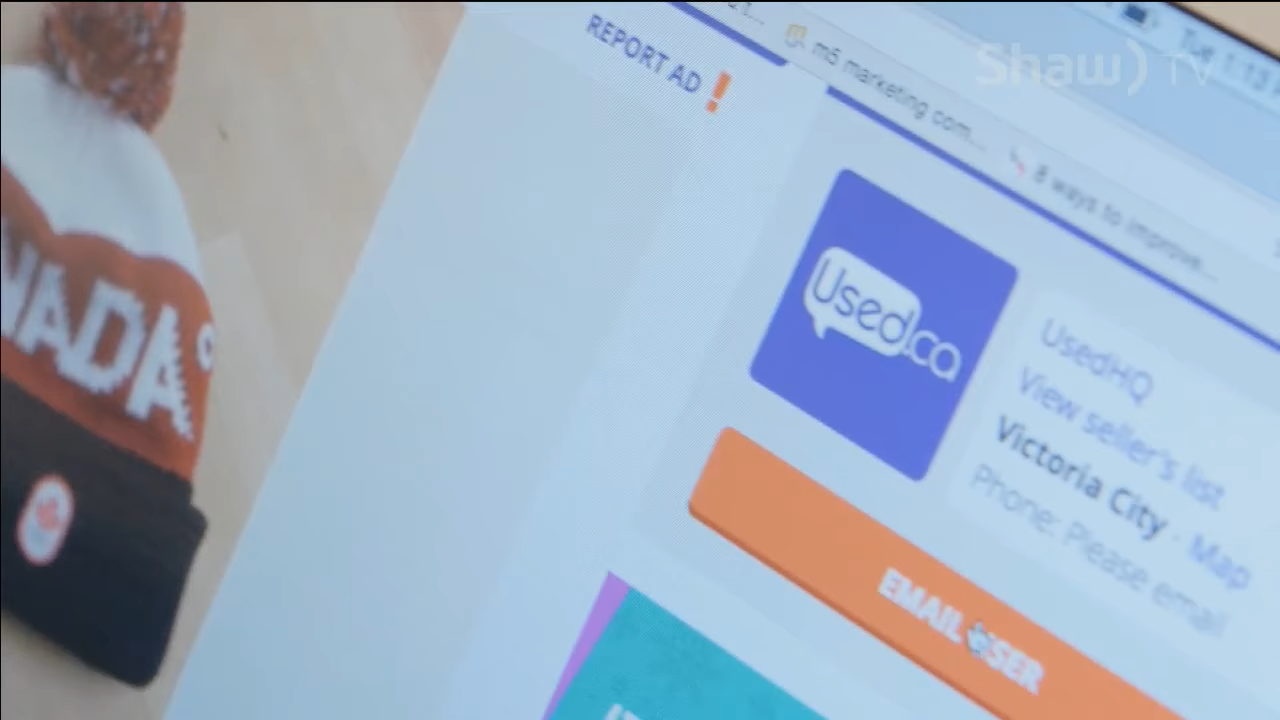 REPORT AD !
m5 marketing com...
8 ways to improve...
Shaw) TV
Used.ca
UsedHQ
View seller's list
Victoria City · Map
Phone: Please email
EMAIL USER
NADA